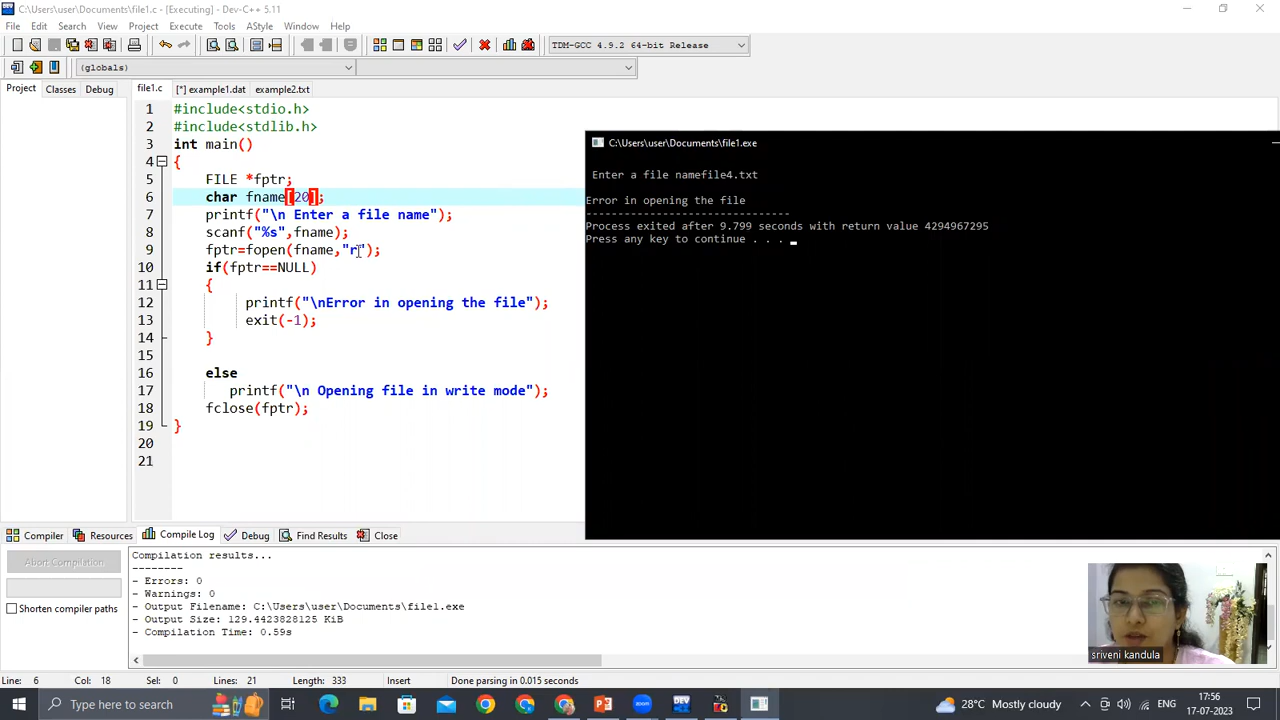 C:\Users\user\Documents\file1.c - [Executing] - Dev-C++ 5.11
File Edit Search View Project Execute Tools AStyle Window Help
TDM-GCC 4.9.2 64-bit Release
(globals)
Project Classes Debug
file1.c [*] example1.dat example2.txt
1 #include<stdio.h>
2 #include<stdlib.h>
3 int main()
4 {
5 FILE *fptr;
6 char fname[20];
7 printf("\n Enter a file name");
8 scanf("%s",fname);
9 fptr=fopen(fname,"r");
10 if(fptr==NULL)
11 {
12 printf("\nError in opening the file");
13 exit(-1);
14 }
15
16 else
17 printf("\n Opening file in write mode");
18 fclose(fptr);
19 }
20
21
C:\Users\user\Documents\file1.exe
Enter a file namefile4.txt
Error in opening the file
--------------------------------
Process exited after 9.799 seconds with return value 4294967295
Press any key to continue . . .
Compiler Resources Compile Log Debug Find Results Close
Abort Compilation
Shorten compiler paths
Compilation results...
--------
- Errors: 0
- Warnings: 0
- Output Filename: C:\Users\user\Documents\file1.exe
- Output Size: 129.4423828125 KiB
- Compilation Time: 0.59s
sriveni kandula
Line: 6 Col: 18 Sel: 0 Lines: 21 Length: 333 Insert Done parsing in 0.015 seconds
Type here to search
28°C Mostly cloudy
ENG
17:56
17-07-2023